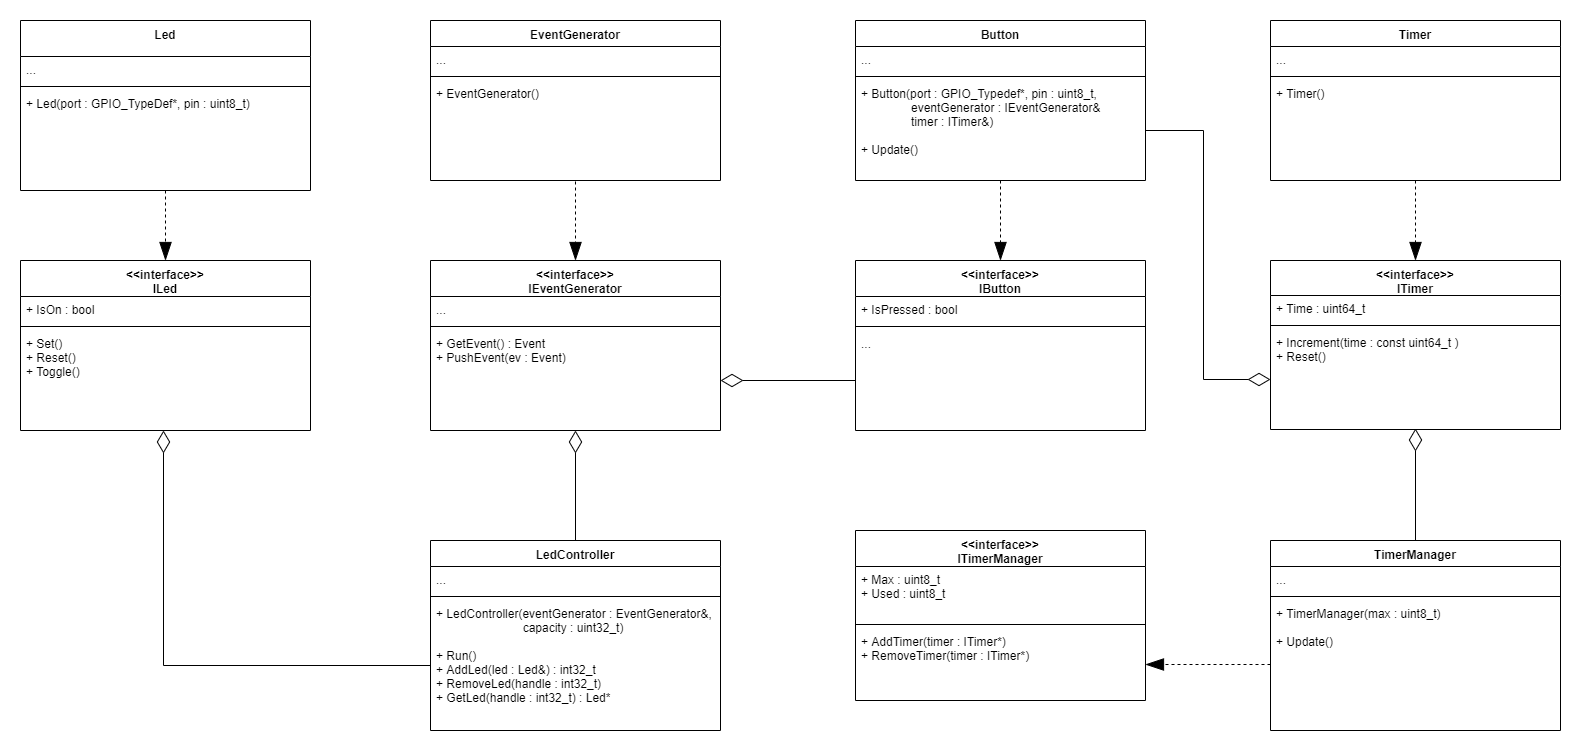 Led
...
+ Led(port : GPIO_TypeDef*, pin : uint8_t)
EventGenerator
...
+ EventGenerator()
Button
...
+ Button(port : GPIO_Typedef*, pin : uint8_t,
eventGenerator : IEventGenerator&
timer : ITimer&)
+ Update()
Timer
...
+ Timer()
<<interface>>
ILed
+ IsOn : bool
+ Set()
+ Reset()
+ Toggle()
<<interface>>
IEventGenerator
...
+ GetEvent() : Event
+ PushEvent(ev : Event)
<<interface>>
IButton
+ IsPressed : bool
...
<<interface>>
ITimer
+ Time : uint64_t
+ Increment(time : const uint64_t )
+ Reset()
LedController
...
+ LedController(eventGenerator : EventGenerator&,
capacity : uint32_t)
+ Run()
+ AddLed(led : Led&) : int32_t
+ RemoveLed(handle : int32_t)
+ GetLed(handle : int32_t) : Led*
<<interface>>
ITimerManager
+ Max : uint8_t
+ Used : uint8_t
+ AddTimer(timer : ITimer*)
+ RemoveTimer(timer : ITimer*)
TimerManager
...
+ TimerManager(max : uint8_t)
+ Update()